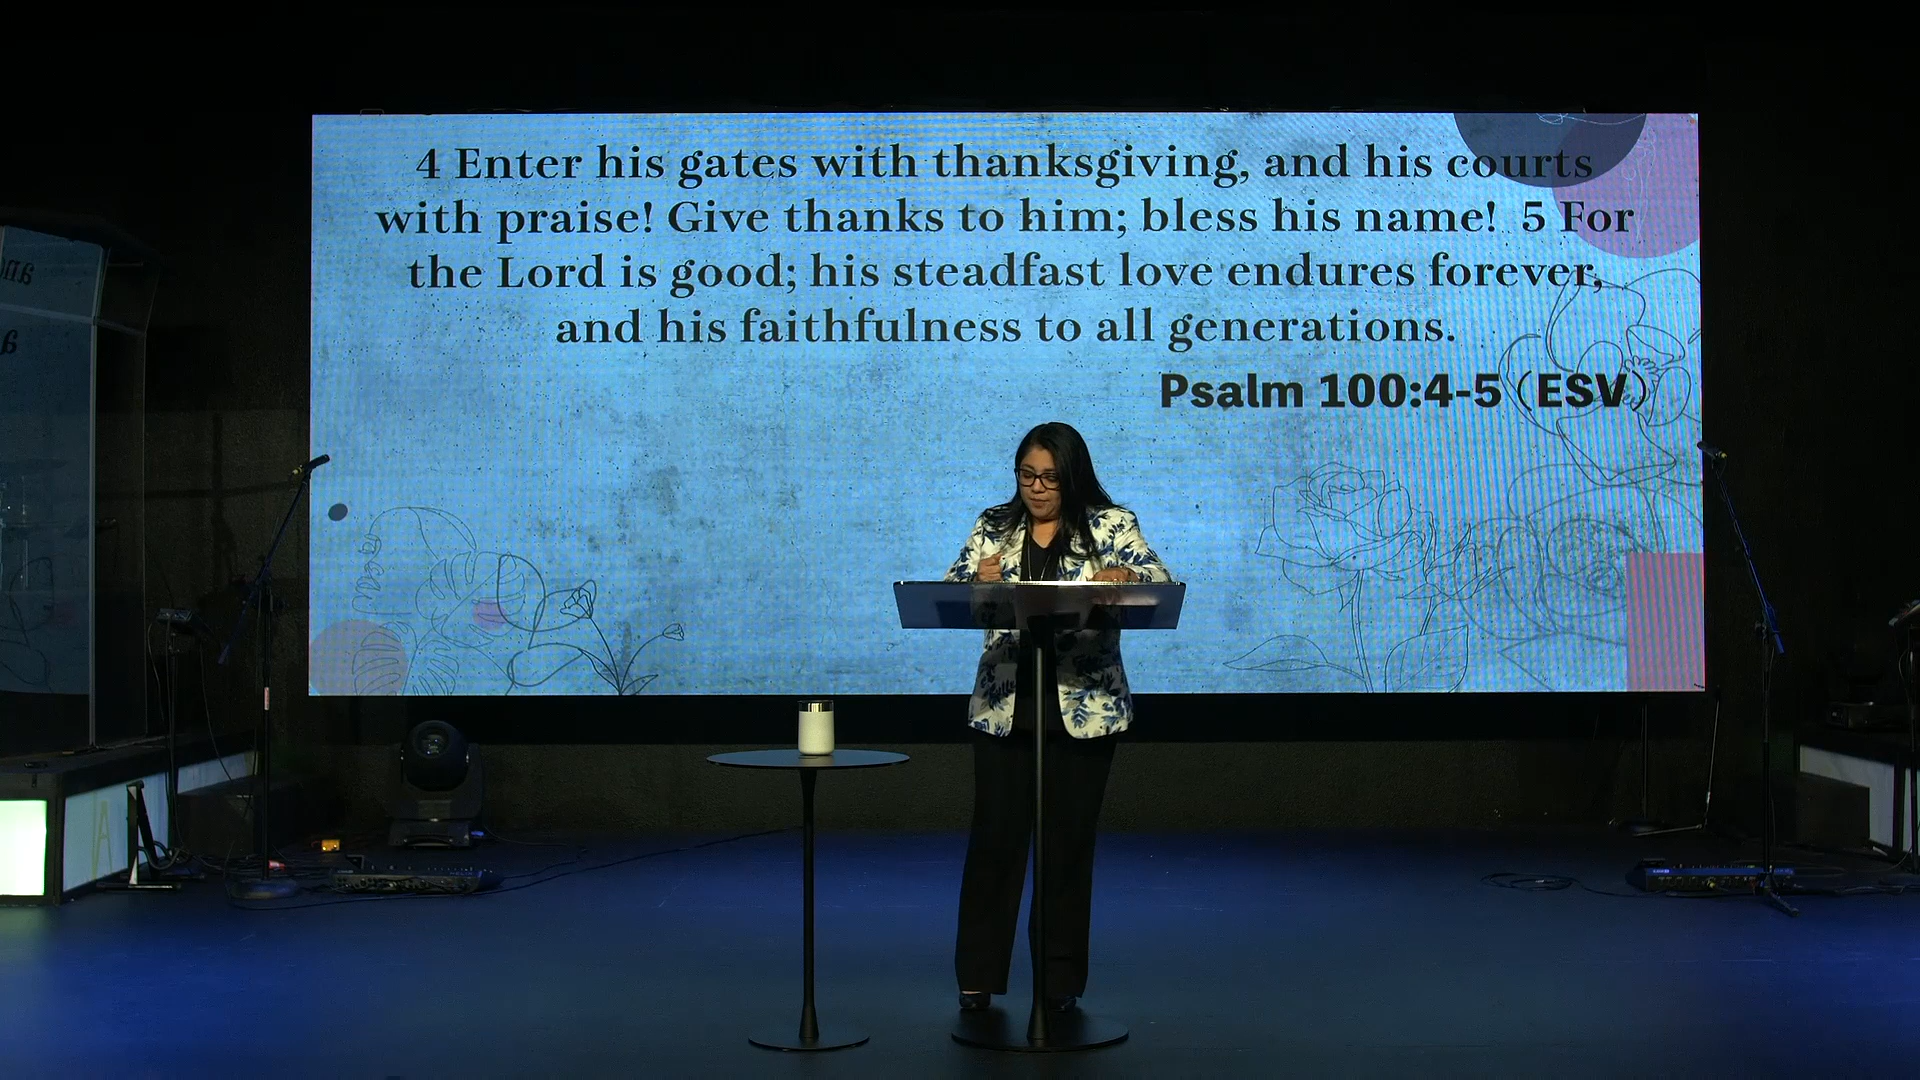 4 Enter his gates with thanksgiving, and his courts
with praise! Give thanks to him; bless his name! 5 For
the Lord is good; his steadfast love endures forever,
and his faithfulness to all generations.
Psalm 100:4-5 (ESV)